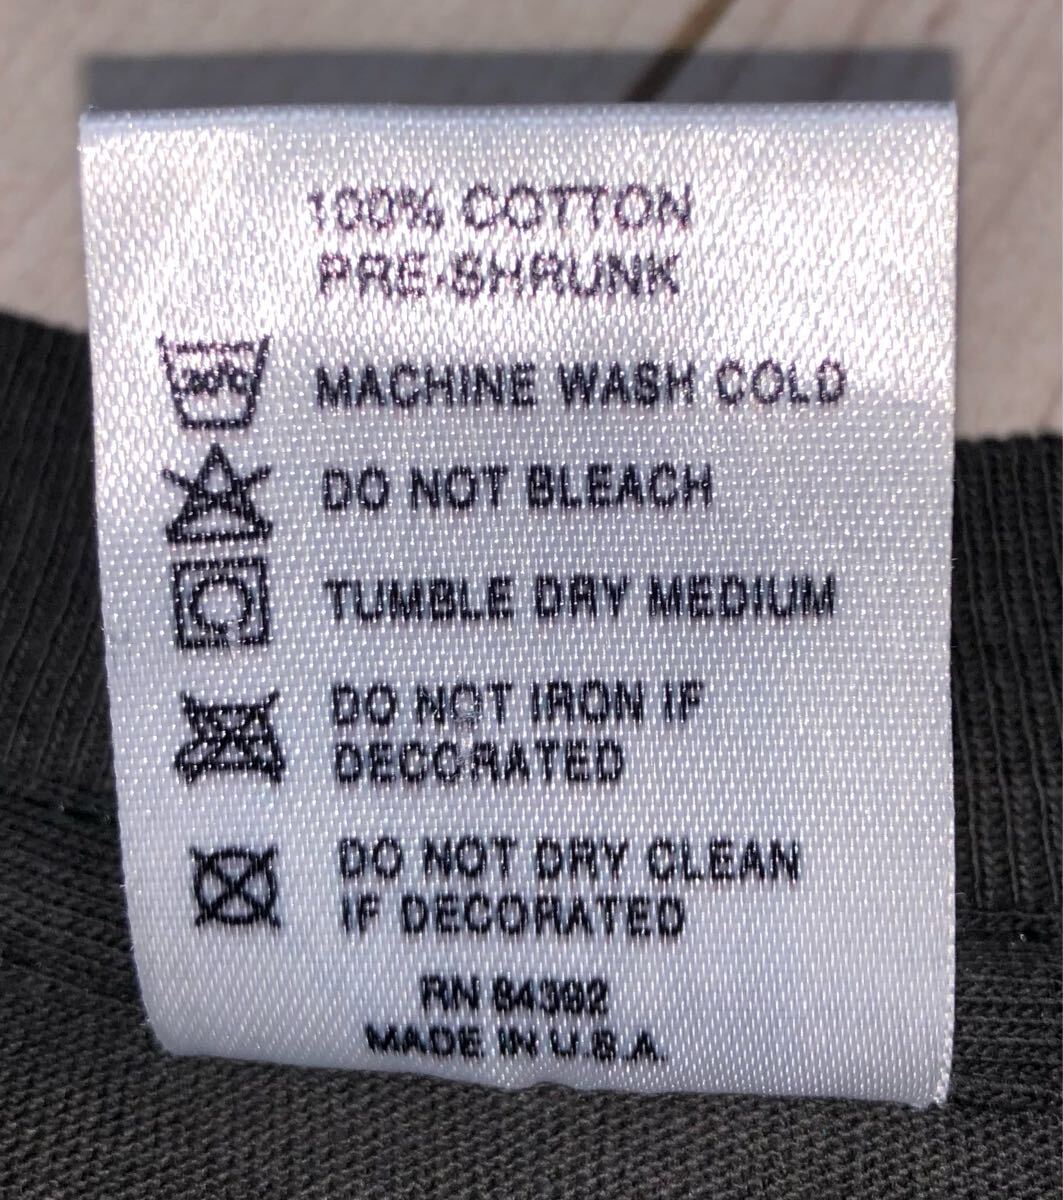 100% COTTON
PRE-SHRUNK
30°C
MACHINE WASH COLD
DO NOT BLEACH
TUMBLE DRY MEDIUM
DO NOT IRON IF
DECORATED
DO NOT DRY CLEAN
IF DECORATED
RN 84392
MADE IN U.S.A.